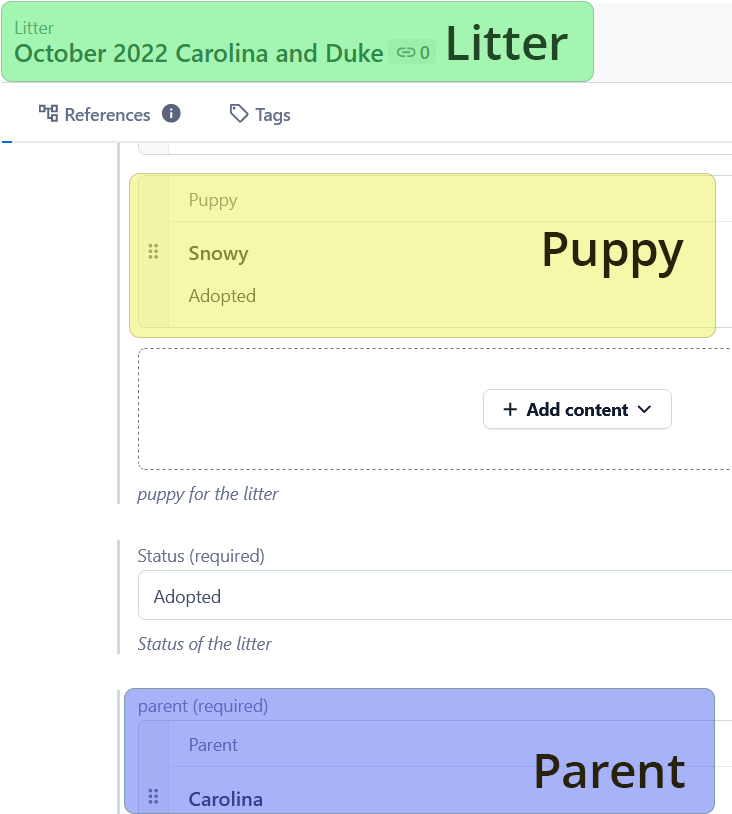 Litter
October 2022 Carolina and Duke 0 Litter
References i Tags
Puppy
Snowy Puppy
Adopted
+ Add content
puppy for the litter
Status (required)
Adopted
Status of the litter
parent (required)
Parent
Parent
Carolina